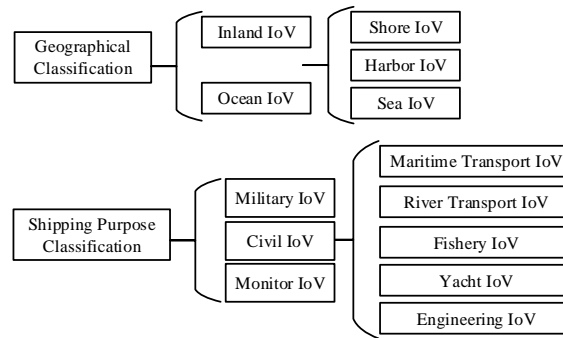 Geographical
Classification
Inland IoV
Ocean IoV
Shore IoV
Harbor IoV
Sea IoV
Shipping Purpose
Classification
Military IoV
Civil IoV
Monitor IoV
Maritime Transport IoV
River Transport IoV
Fishery IoV
Yacht IoV
Engineering IoV